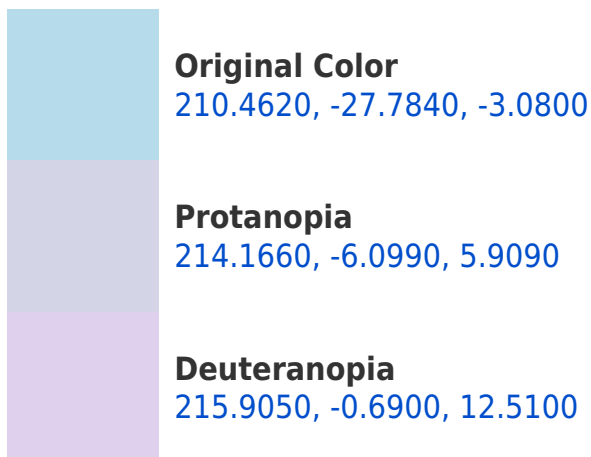 Original Color
210.4620, -27.7840, -3.0800
Protanopia
214.1660, -6.0990, 5.9090
Deuteranopia
215.9050, -0.6900, 12.5100